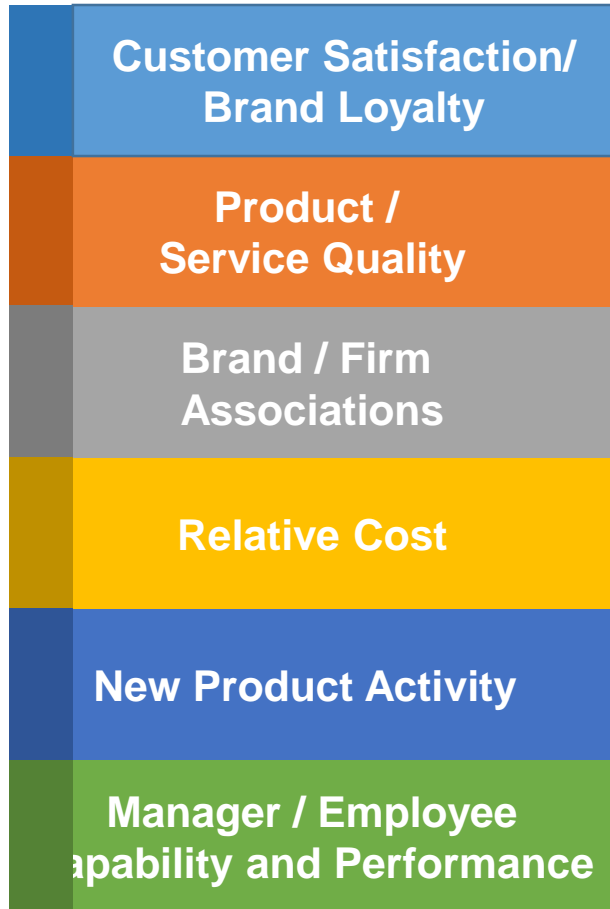 Customer Satisfaction/
Brand Loyalty
Product /
Service Quality
Brand / Firm
Associations
Relative Cost
New Product Activity
Manager / Employee
apability and Performance